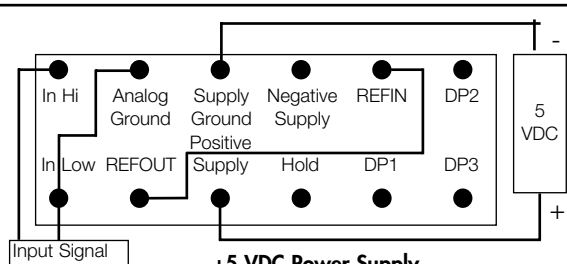 -
In Hi Analog Supply Negative REFIN DP2
Ground Ground Supply
Positive
5
VDC
In Low REFOUT Supply Hold DP1 DP3
+
Input Signal
+5 VDC Power Supply